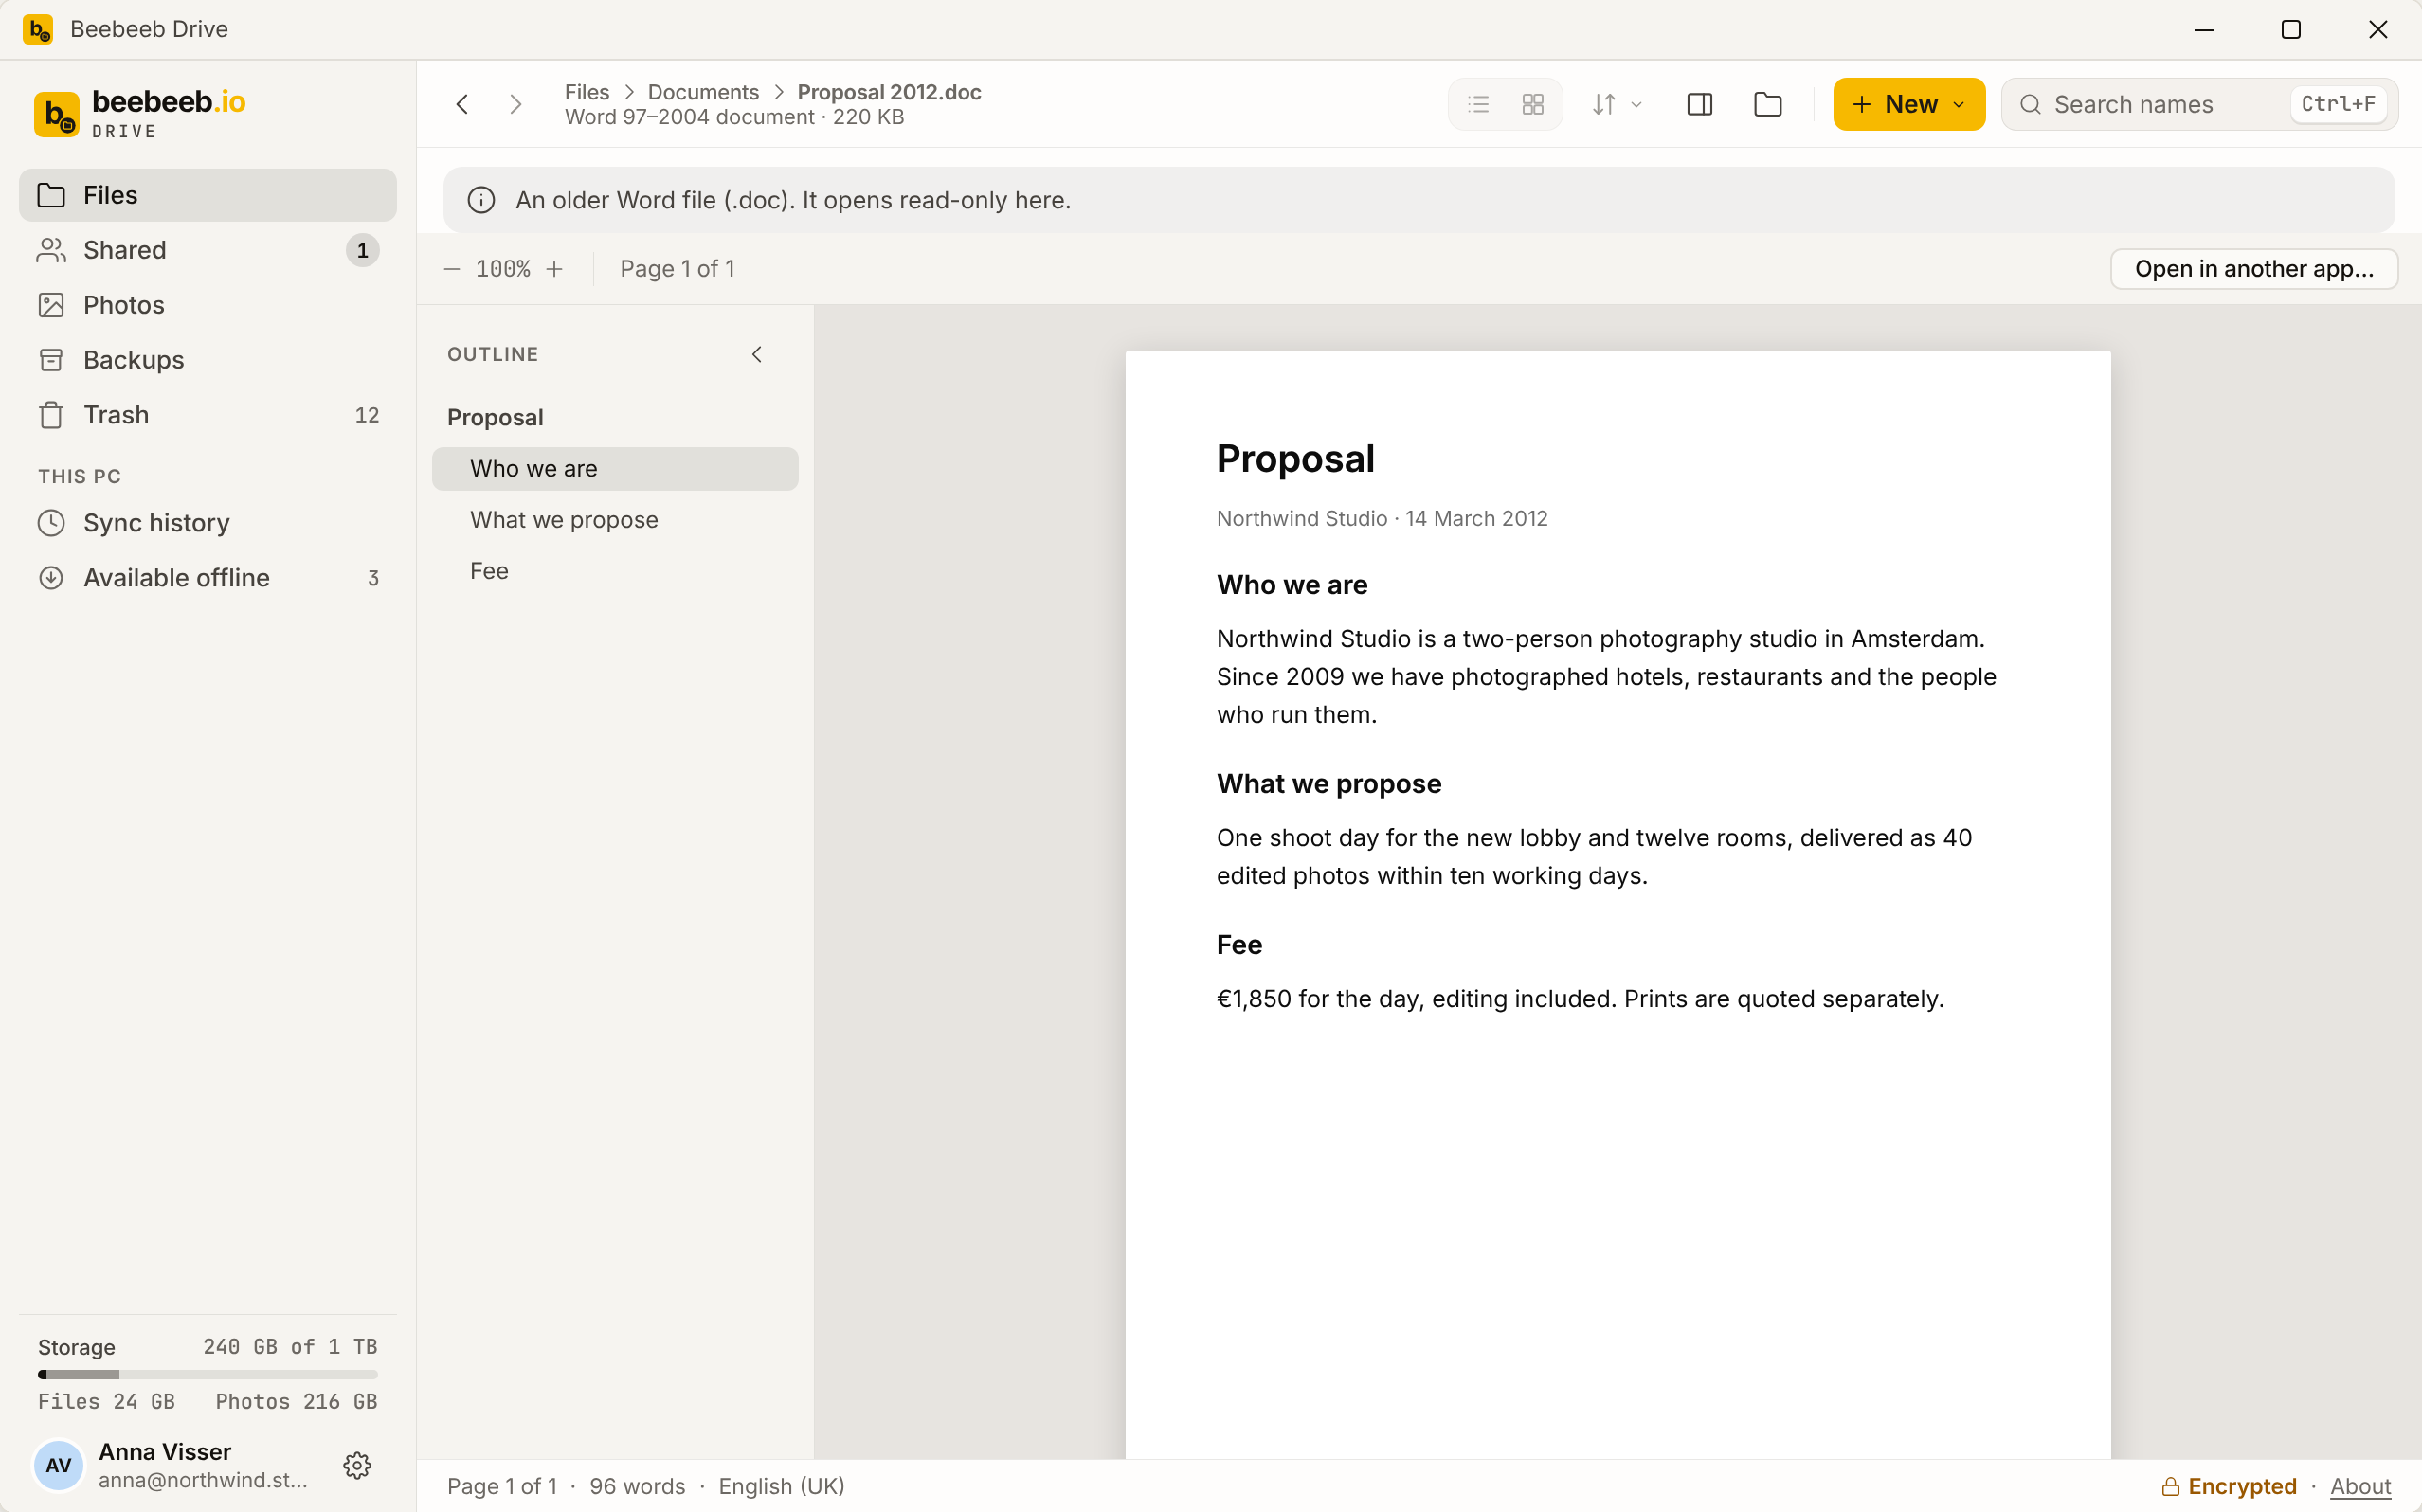 Beebeeb Drive
beebeeb.io
DRIVE
Files
Shared 1
Photos
Backups
Trash 12
THIS PC
Sync history
Available offline 3
Storage 240 GB of 1 TB
Files 24 GB Photos 216 GB
AV
Anna Visser
anna@northwind.st...
Files > Documents > Proposal 2012.doc
Word 97–2004 document · 220 KB
New
Search names Ctrl+F
An older Word file (.doc). It opens read-only here.
100% Page 1 of 1
Open in another app...
OUTLINE
Proposal
Who we are
What we propose
Fee
Proposal
Northwind Studio · 14 March 2012
Who we are
Northwind Studio is a two-person photography studio in Amsterdam.
Since 2009 we have photographed hotels, restaurants and the people
who run them.
What we propose
One shoot day for the new lobby and twelve rooms, delivered as 40
edited photos within ten working days.
Fee
€1,850 for the day, editing included. Prints are quoted separately.
Page 1 of 1 · 96 words · English (UK)
Encrypted · About